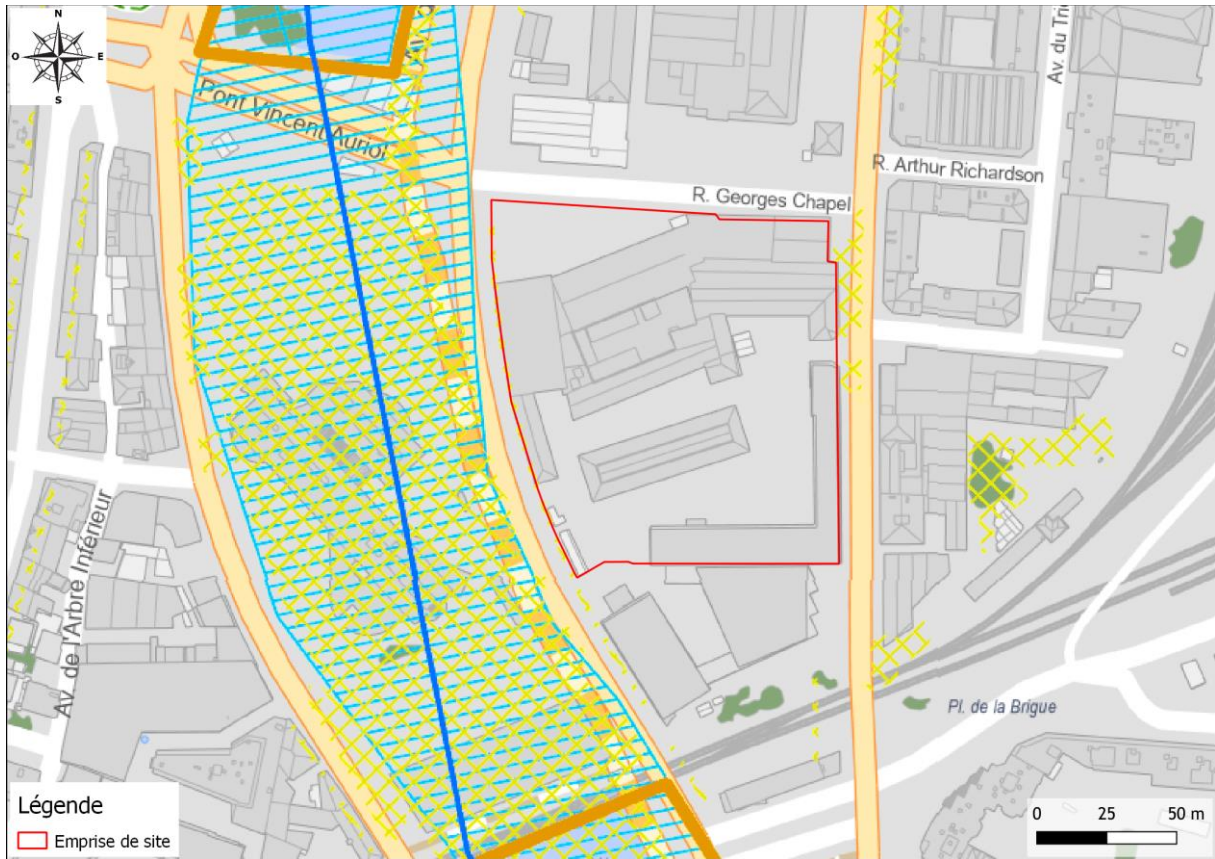 N
O
E
S
Pont Vincent Auriol
R. Georges Chapel
R. Arthur Richardson
Av. du
Av. de l'Arbre Inférieur
Pl. de la Brigue
Légende
Emprise de site
0 25 50 m